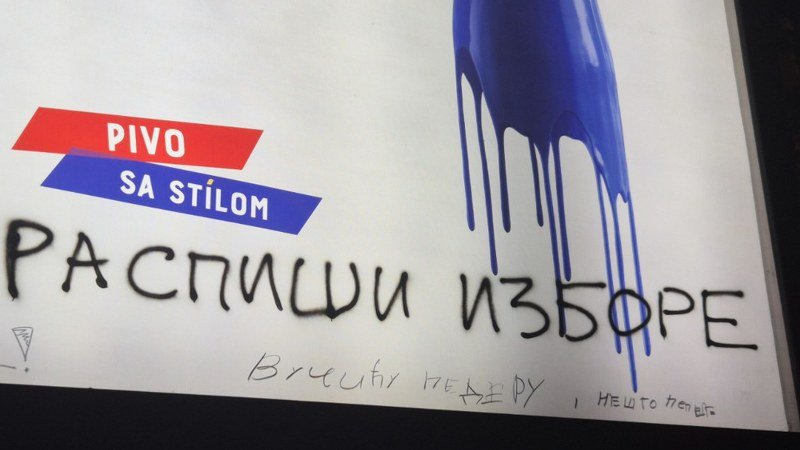 PIVO
SA STÍLOM
РАСПИШИ ИЗБОРЕ
Вучићу ПЕДЕРУ, НЕШТО